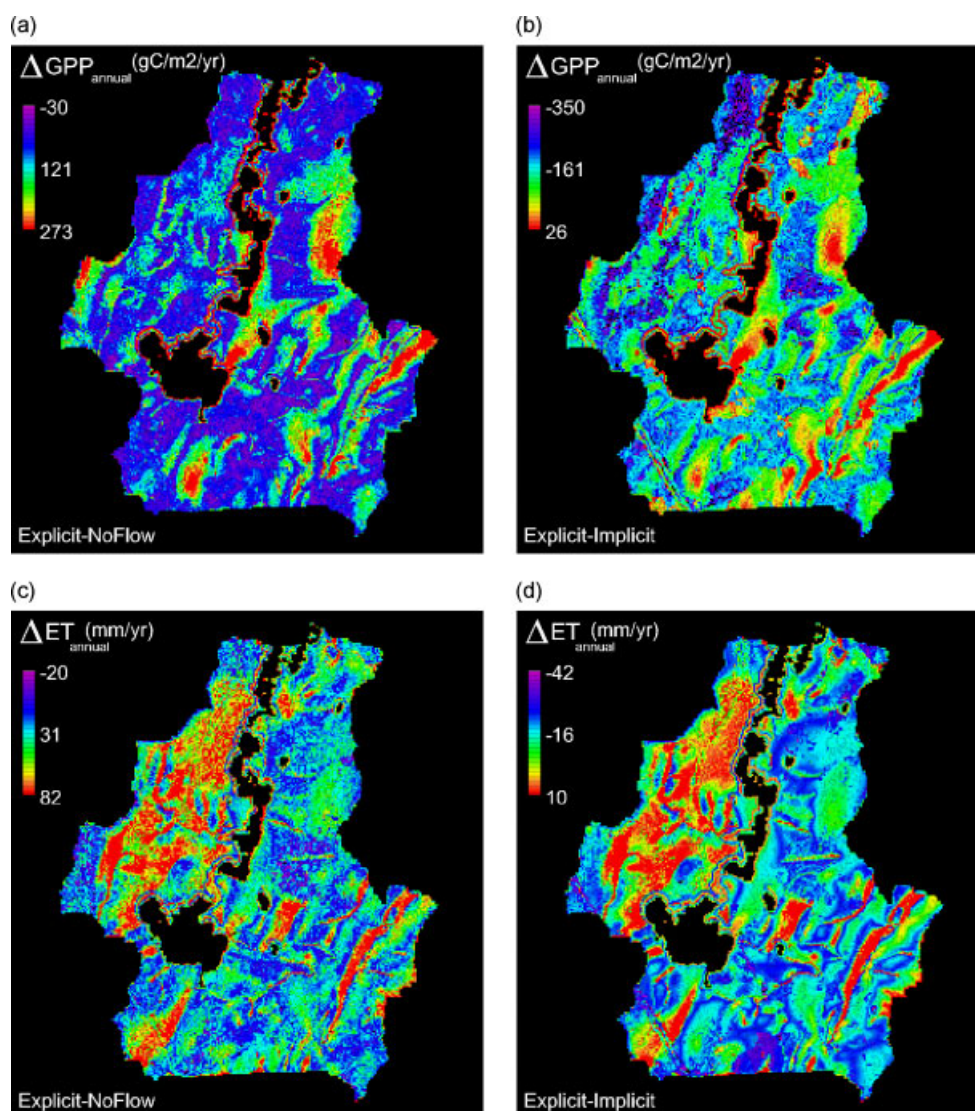 (a)
ΔGPP annual (gC/m2/yr)
-30
121
273
Explicit-NoFlow
(b)
ΔGPP annual (gC/m2/yr)
-350
-161
26
Explicit-Implicit
(c)
ΔET annual (mm/yr)
-20
31
82
Explicit-NoFlow
(d)
ΔET annual (mm/yr)
-42
-16
10
Explicit-Implicit